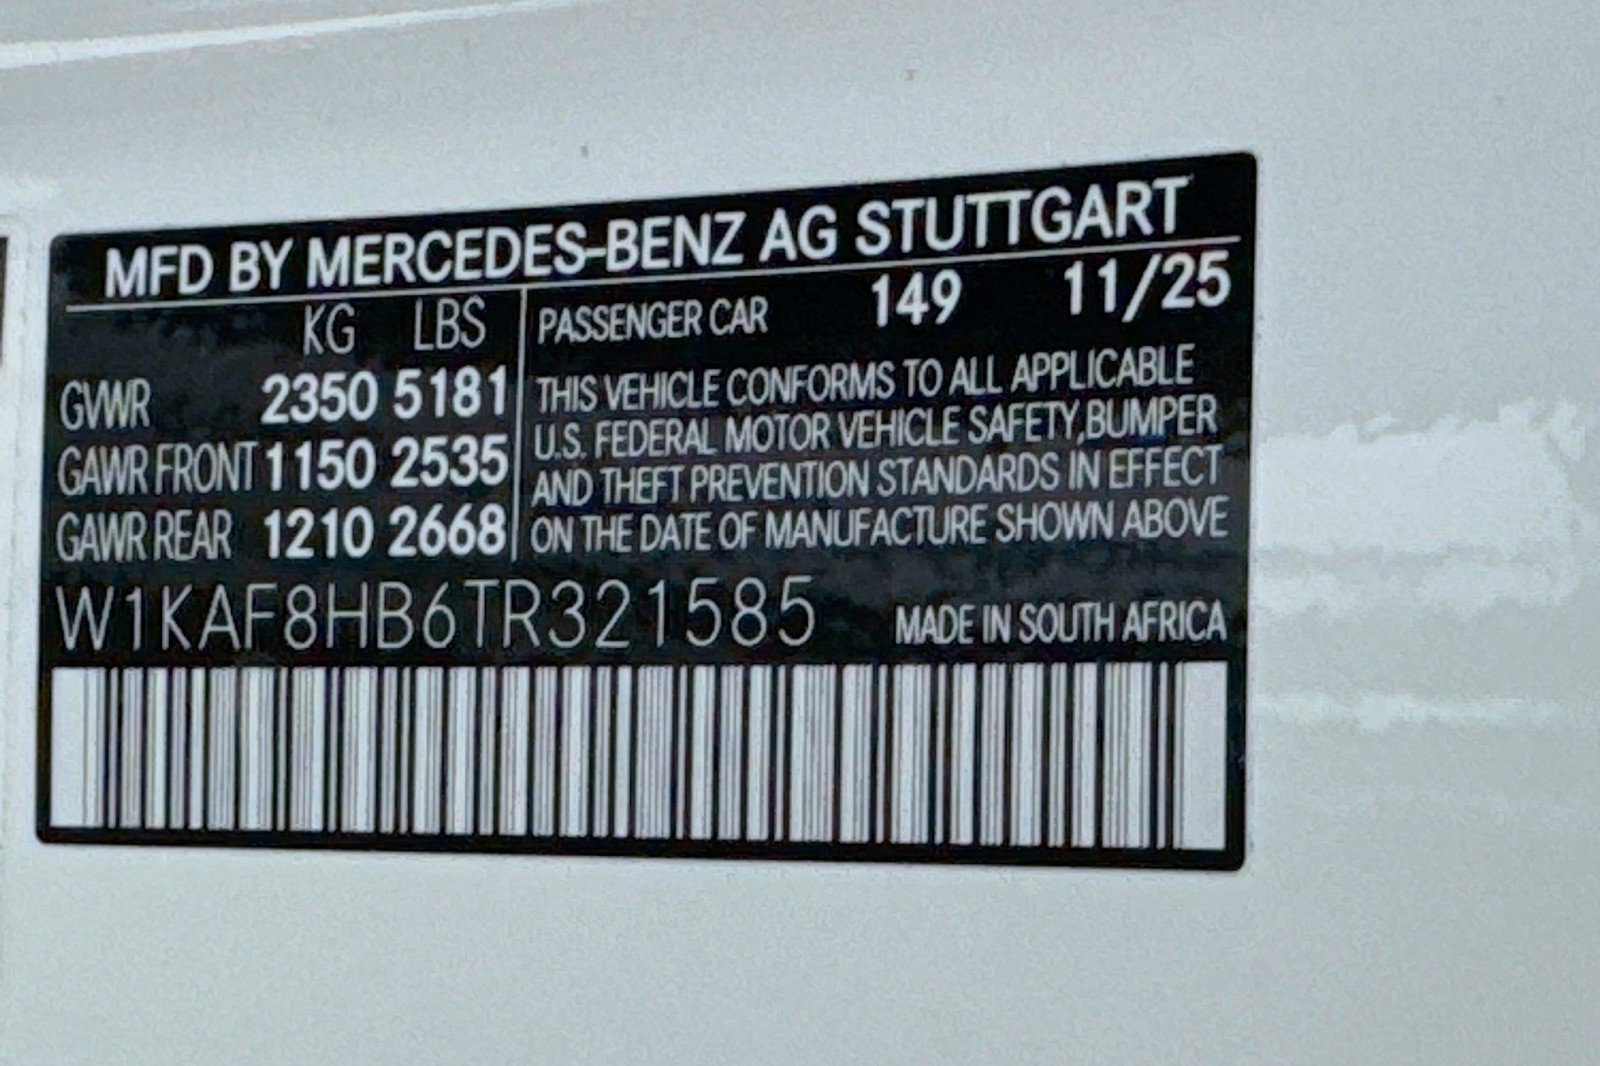 MFD BY MERCEDES-BENZ AG STUTTGART
KG LBS
GVWR 2350 5181
GAWR FRONT 1150 2535
GAWR REAR 1210 2668
PASSENGER CAR 149 11/25
THIS VEHICLE CONFORMS TO ALL APPLICABLE
U.S. FEDERAL MOTOR VEHICLE SAFETY,BUMPER
AND THEFT PREVENTION STANDARDS IN EFFECT
ON THE DATE OF MANUFACTURE SHOWN ABOVE
W1KAF8HB6TR321585 MADE IN SOUTH AFRICA